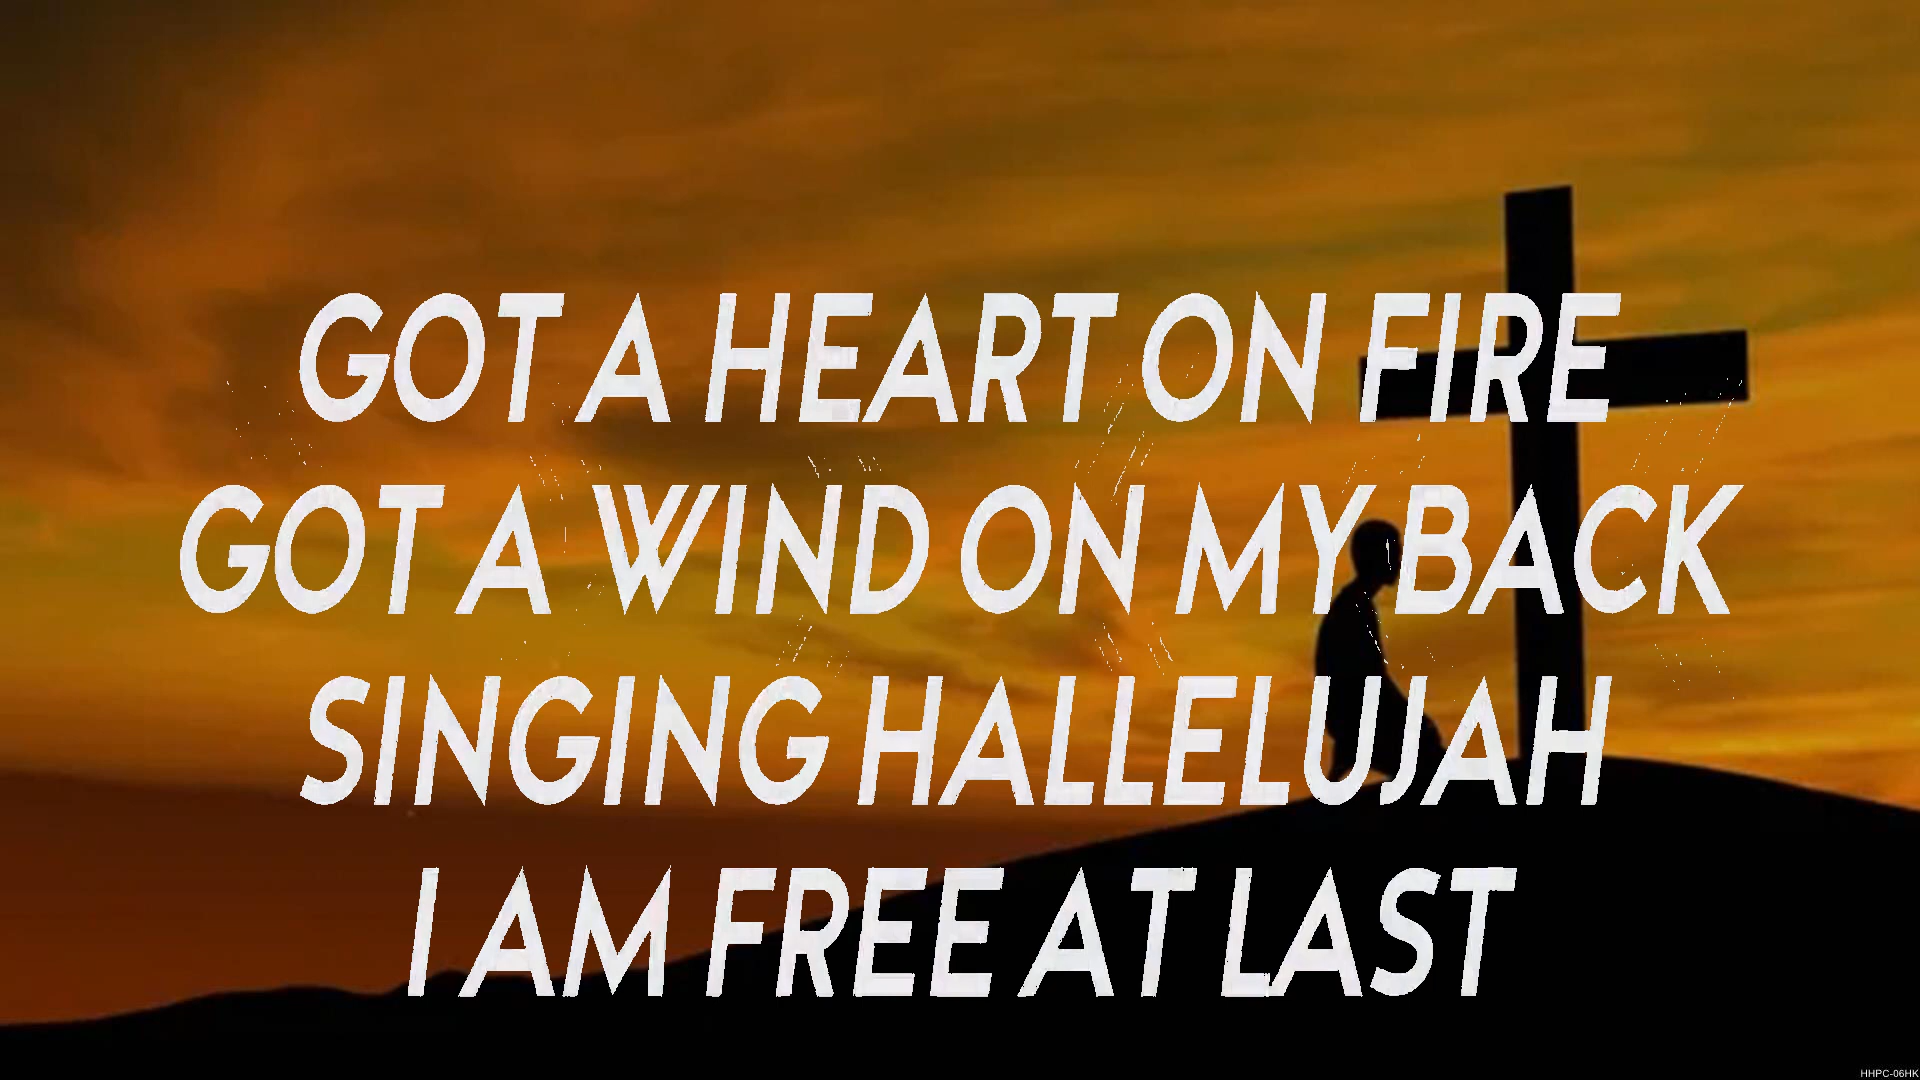 GOT A HEART ON FIRE
GOT A WIND ON MY BACK
SINGING HALLELUJAH
I AM FREE AT LAST
HHPC-06HK